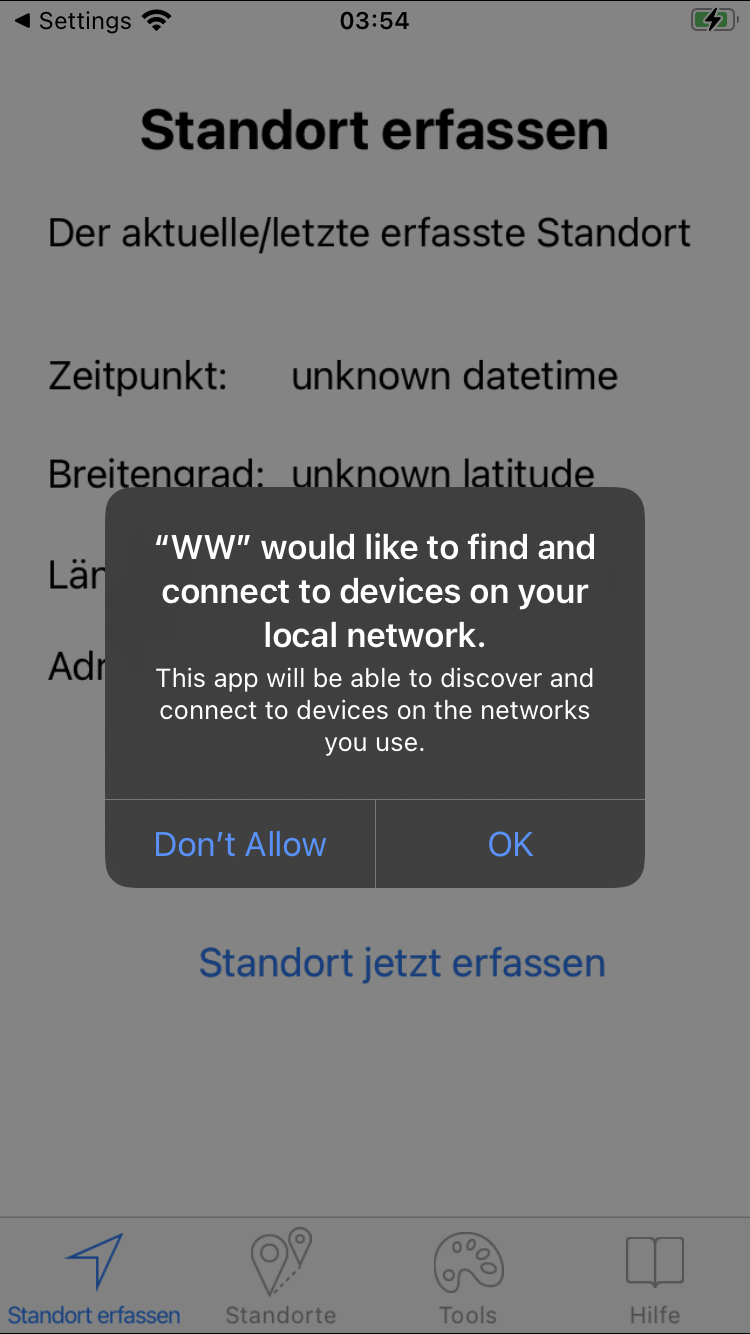 Settings 03:54
Standort erfassen
Der aktuelle/letzte erfasste Standort
Zeitpunkt: unknown datetime
Breitengrad: unknown latitude
Län
Adr
“WW” would like to find and
connect to devices on your
local network.
This app will be able to discover and
connect to devices on the networks
you use.
Don’t Allow OK
Standort jetzt erfassen
Standort erfassen Standorte Tools Hilfe